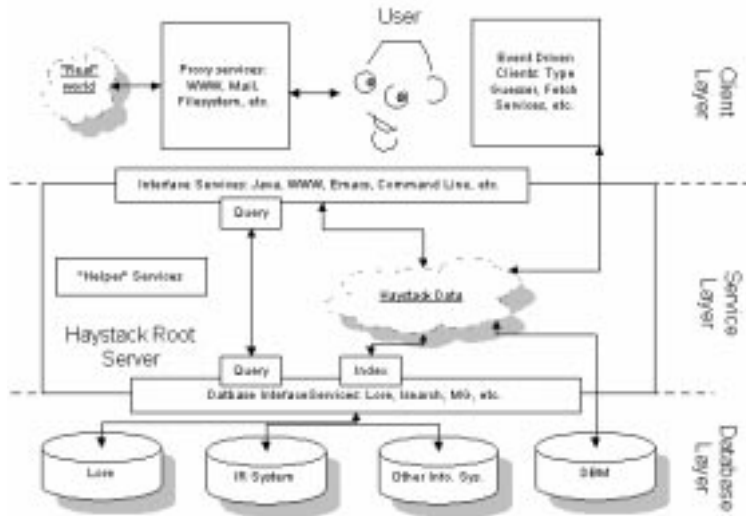 User
"Real"
world
Proxy services:
WWW, Mail,
Filesystem, etc.
Event Driven
Clients: Type
Guesser, Fetch
Services, etc.
Client
Layer
Interface Services: Java, WWW, Emacs, Command Line, etc.
Query
"Helper" Services
Haystack Data
Service
Layer
Haystack Root
Server
Query
Index
Datbase InterfaceServices: Lore, Isearch, MG, etc.
Database
Layer
Lore
IR System
Other Info. Sys.
DBM